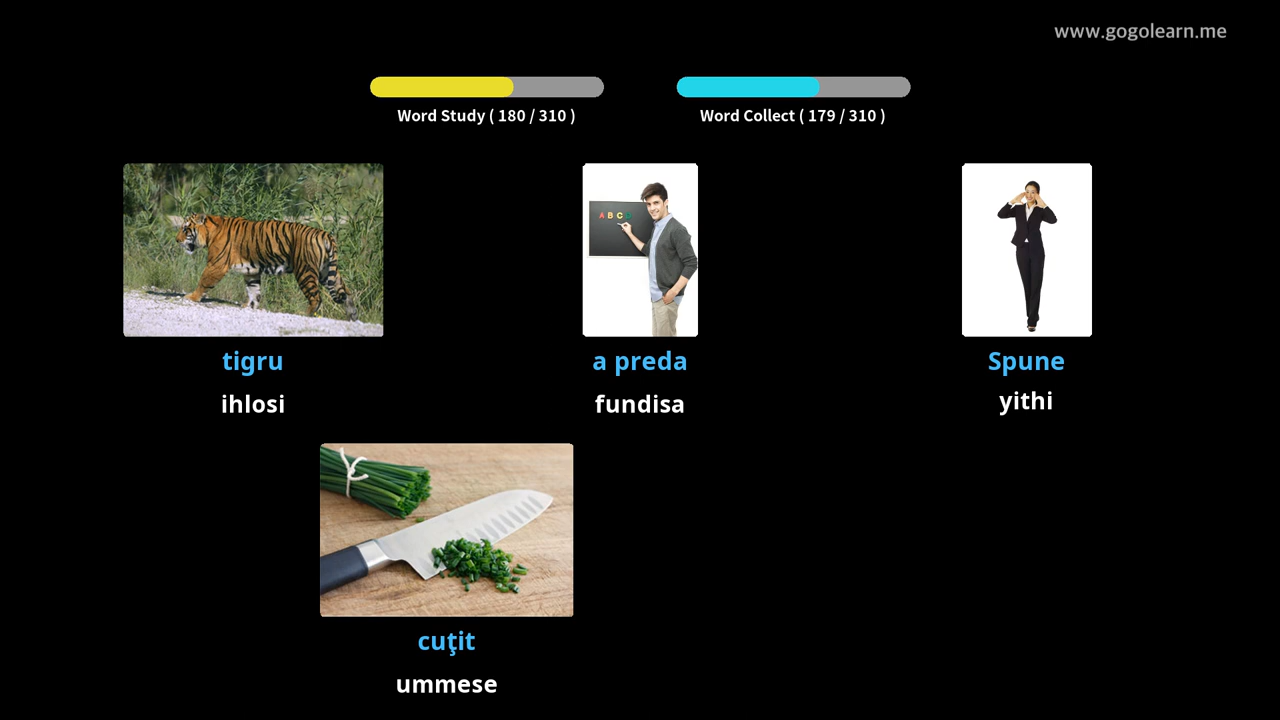 www.gogolearn.me
Word Study ( 180 / 310 )
Word Collect ( 179 / 310 )
A B C D
tigru
a preda
Spune
ihlosi
fundisa
yithi
cuţit
ummese